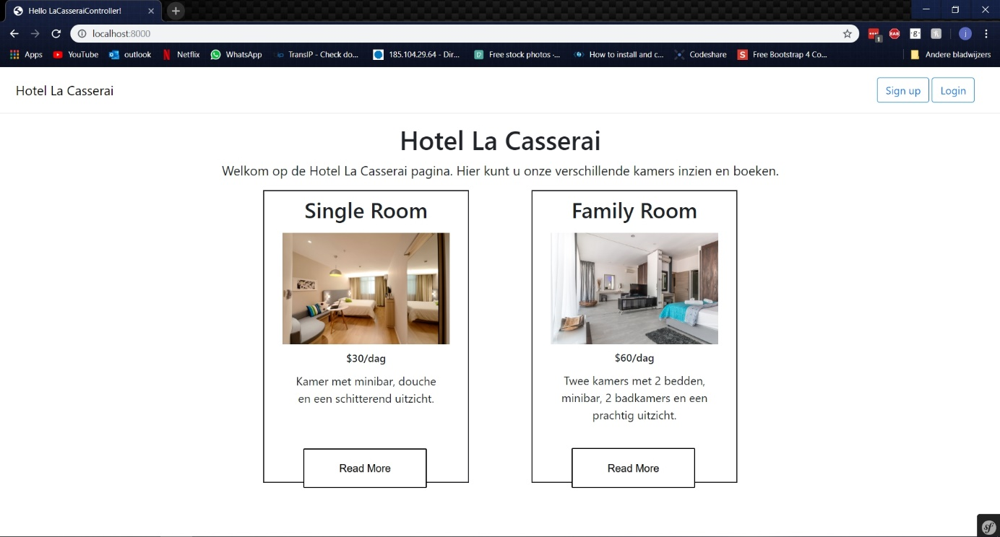 Hello LaCasseraiController!
localhost:8000
Apps YouTube outlook Netflix WhatsApp TransIP - Check do... 185.104.29.64 - Dir... Free stock photos -... How to install and c... Codeshare Free Bootstrap 4 Co... Andere bladwijzers
Hotel La Casserai
Sign up Login
Hotel La Casserai
Welkom op de Hotel La Casserai pagina. Hier kunt u onze verschillende kamers inzien en boeken.
Single Room
$30/dag
Kamer met minibar, douche
en een schitterend uitzicht.
Read More
Family Room
$60/dag
Twee kamers met 2 bedden,
minibar, 2 badkamers en een
prachtig uitzicht.
Read More